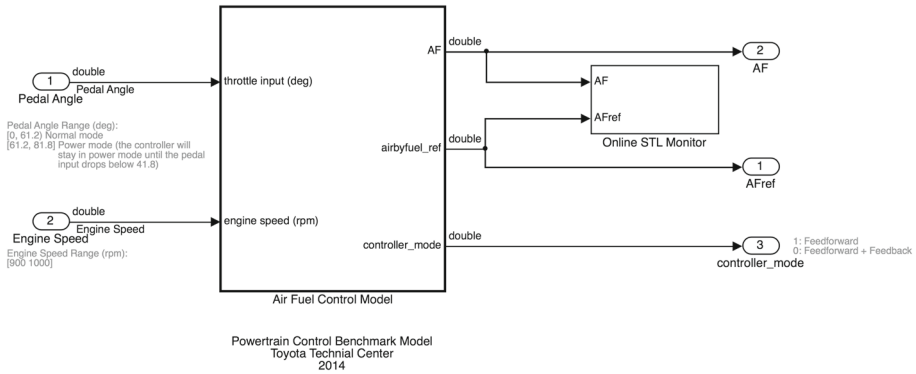 double
1
Pedal Angle
Pedal Angle
Pedal Angle Range (deg):
[0, 61.2) Normal mode
[61.2, 81.8] Power mode (the controller will
stay in power mode until the pedal
input drops below 41.8)
double
2
Engine Speed
Engine Speed
Engine Speed Range (rpm):
[900 1000]
throttle input (deg)
engine speed (rpm)
AF
airbyfuel_ref
controller_mode
Air Fuel Control Model
double
double
double
AF
AFref
Online STL Monitor
2
AF
1
AFref
3
controller_mode
1: Feedforward
0: Feedforward + Feedback
Powertrain Control Benchmark Model
Toyota Technial Center
2014